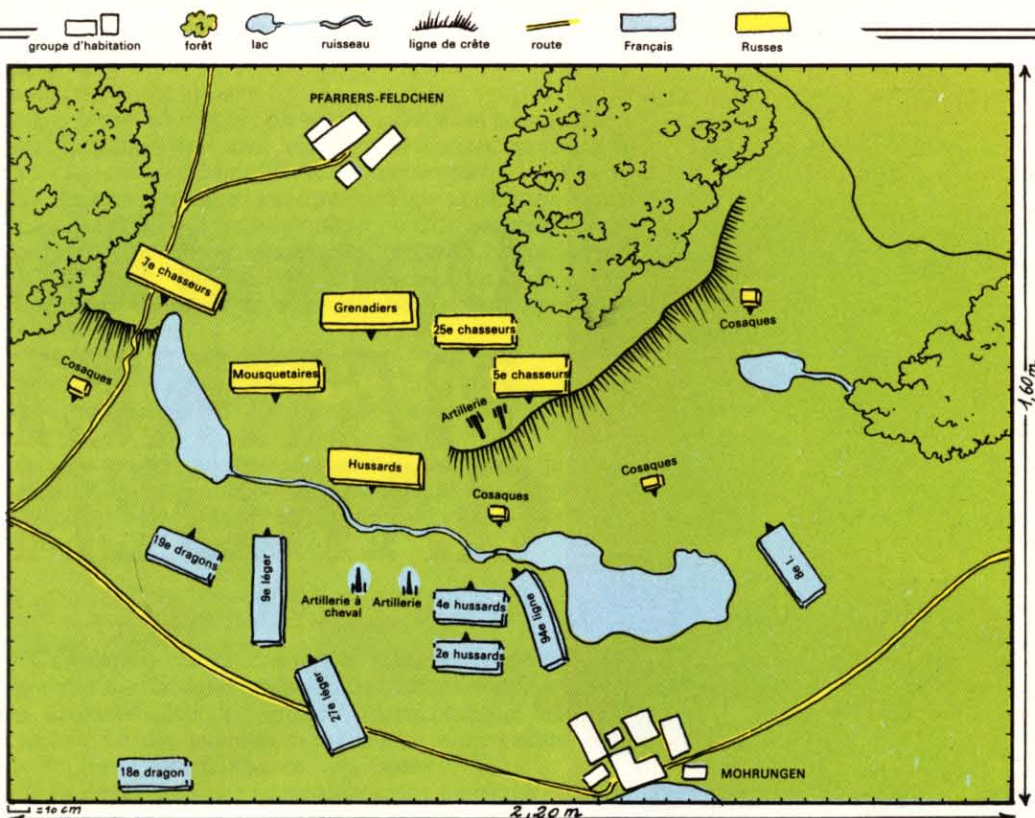 groupe d'habitation
forêt
lac
ruisseau
ligne de crête
route
Français
Russes
PFARRERS-FELDCHEN
3e chasseurs
Grenadiers
25e chasseurs
Cosaques
Cosaques
Mousquetaires
5e chasseurs
Artillerie
Hussards
Cosaques
Cosaques
1,60m
19e dragons
9e léger
Artillerie à
cheval
Artillerie
4e hussards
94e ligne
8e l.
2e hussards
27e léger
18e dragon
MOHRUNGEN
=10 cm
2,20 m